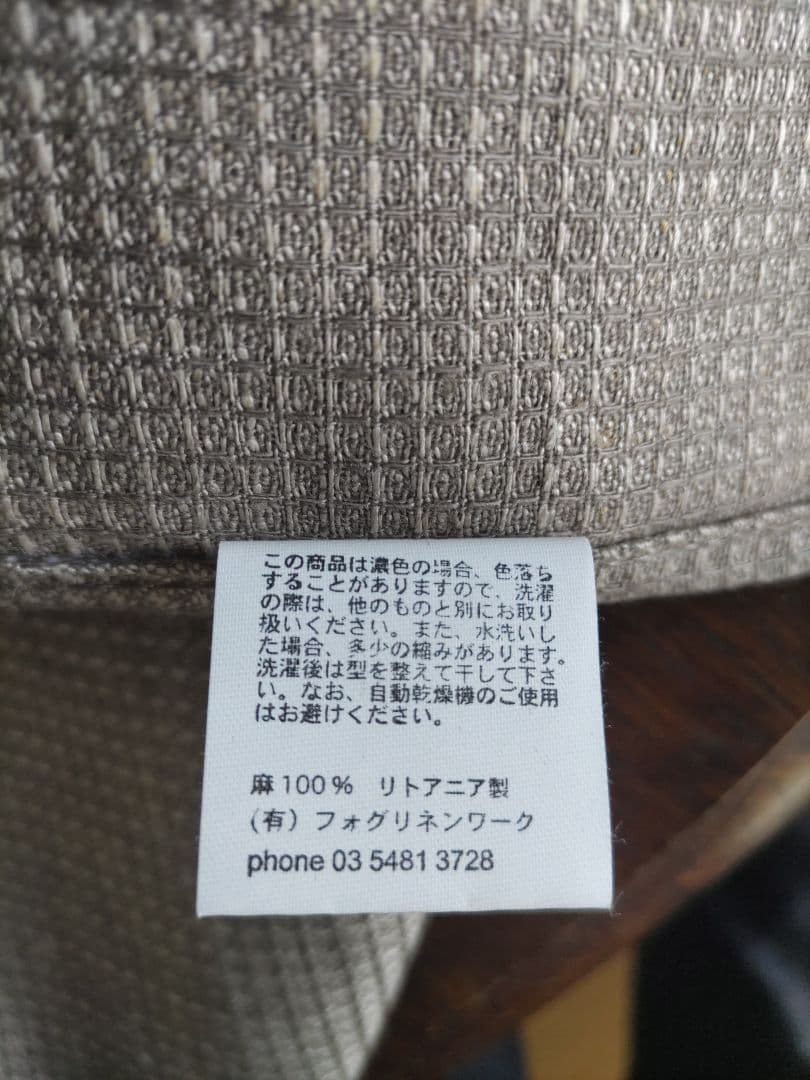 この商品は濃色の場合、色落ち
することがありますので、洗濯
の際は、他のものと別にお取り
扱いください。また、水洗いし
た場合、多少の縮みがあります。
洗濯後は型を整えて干して下さ
い。なお、自動乾燥機のご使用
はお避けください。
麻100% リトアニア製
(有) フォグリネンワーク
phone 03 5481 3728